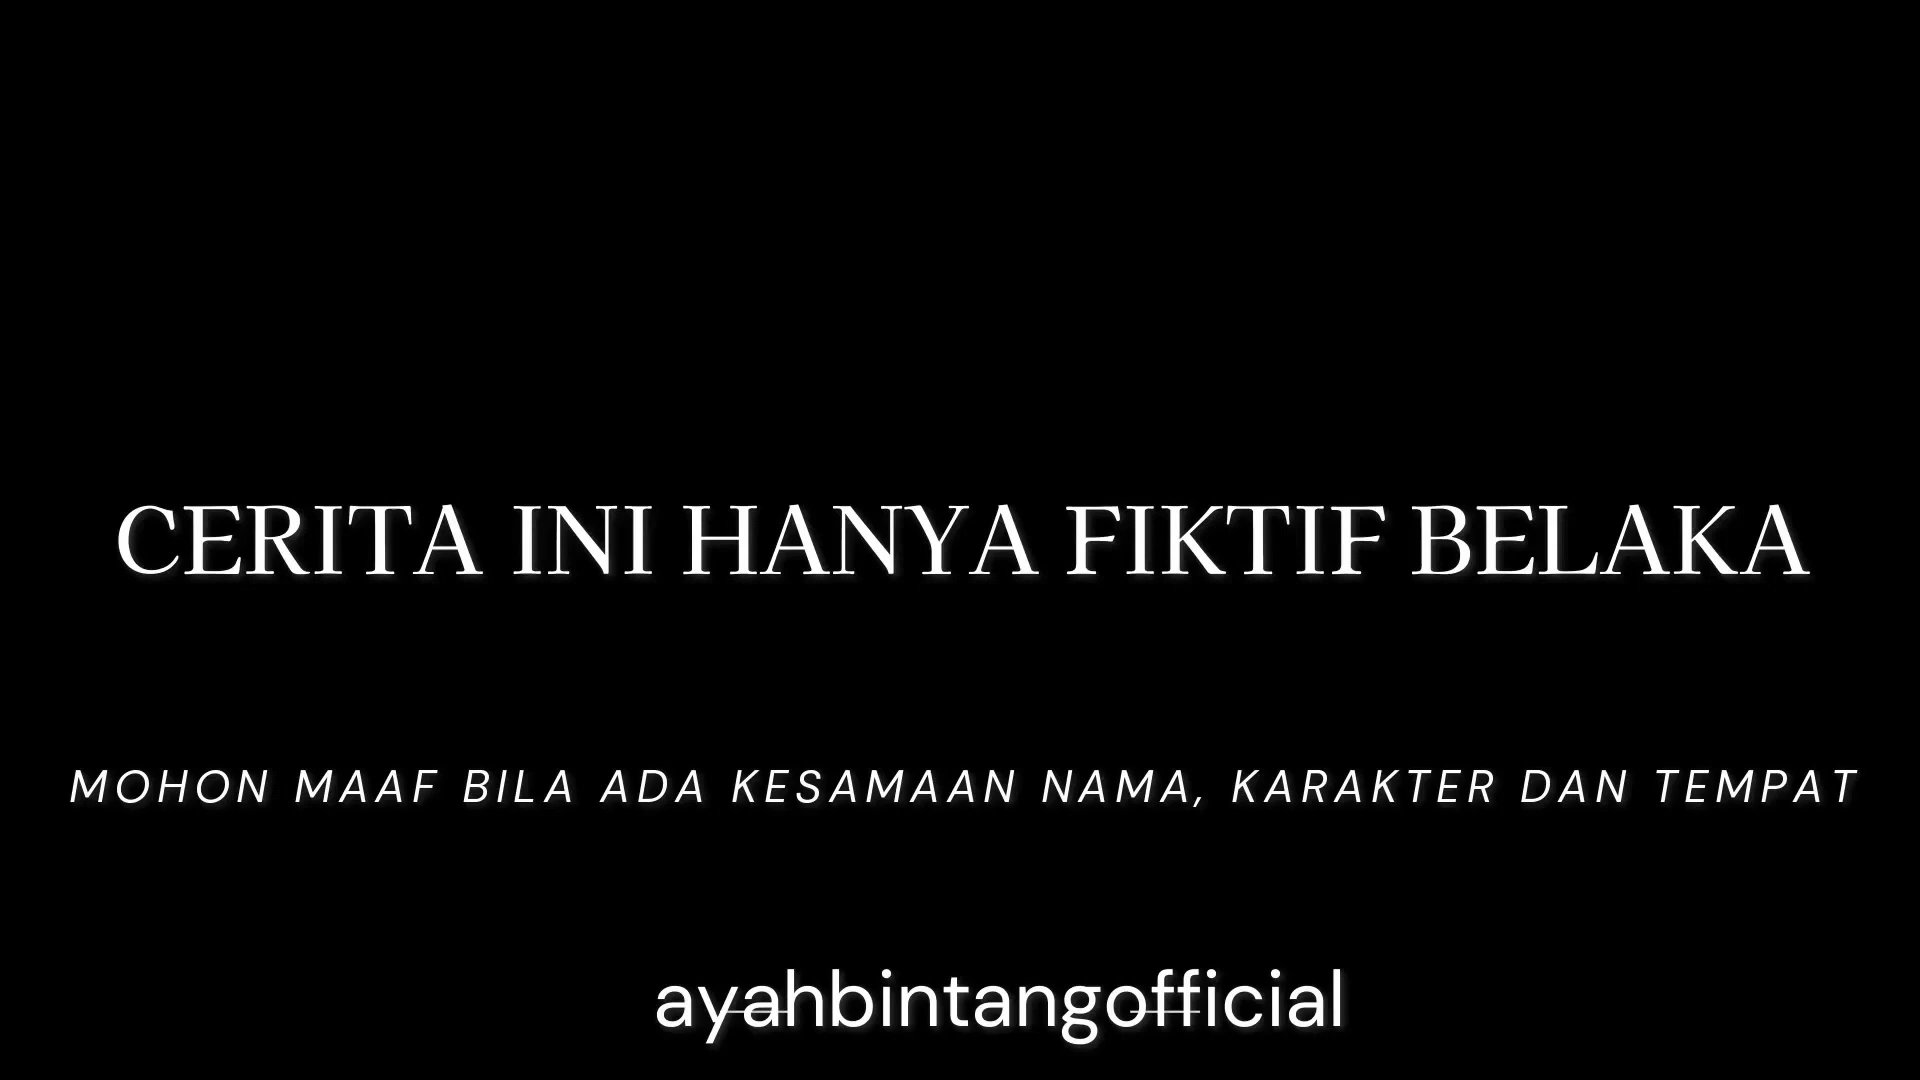 CERITA INI HANYA FIKTIF BELAKA
MOHON MAAF BILA ADA KESAMAAN NAMA, KARAKTER DAN TEMPAT
ayahbintangofficial